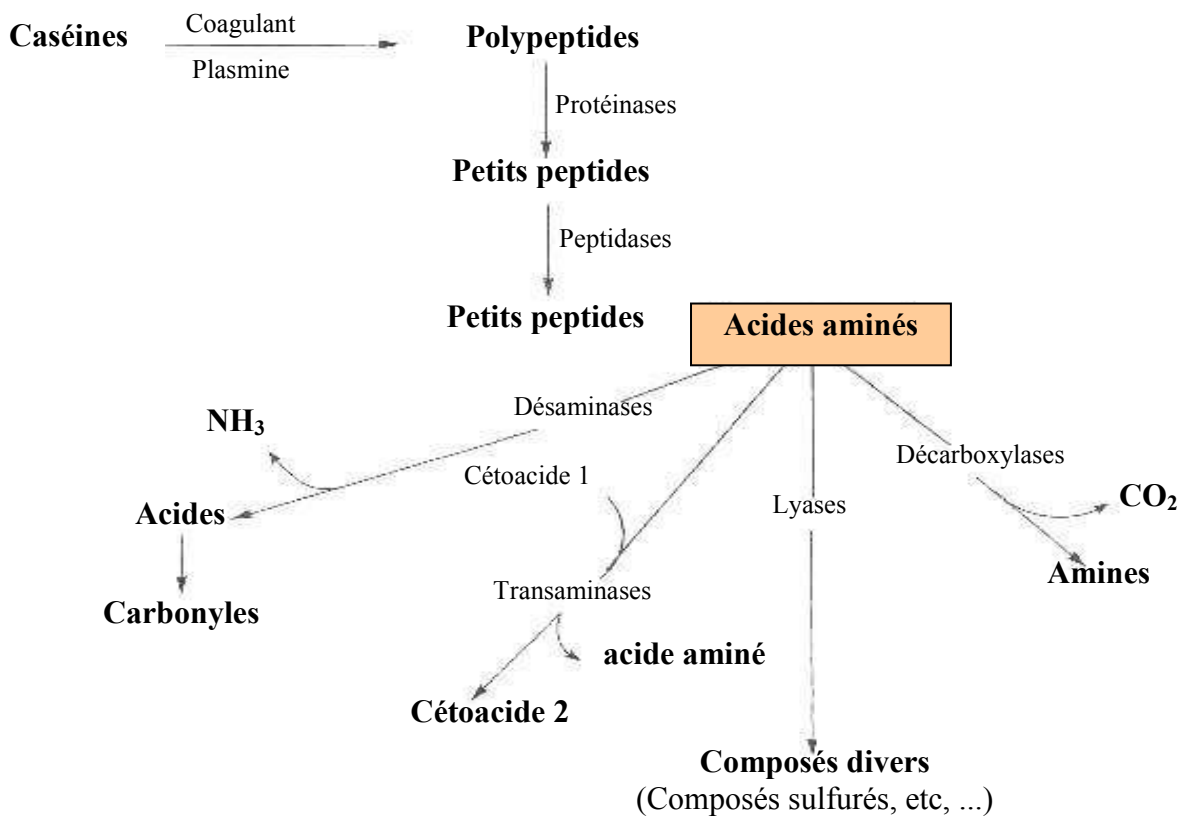 Caséines
Coagulant
Plasmine
Polypeptides
Protéinases
Petits peptides
Peptidases
Petits peptides
Acides aminés
Désaminases
NH₃
Cétoacide 1
Décarboxylases
Lyases
CO₂
Acides
Amines
Transaminases
Carbonyles
acide aminé
Cétoacide 2
Composés divers
(Composés sulfurés, etc, ...)